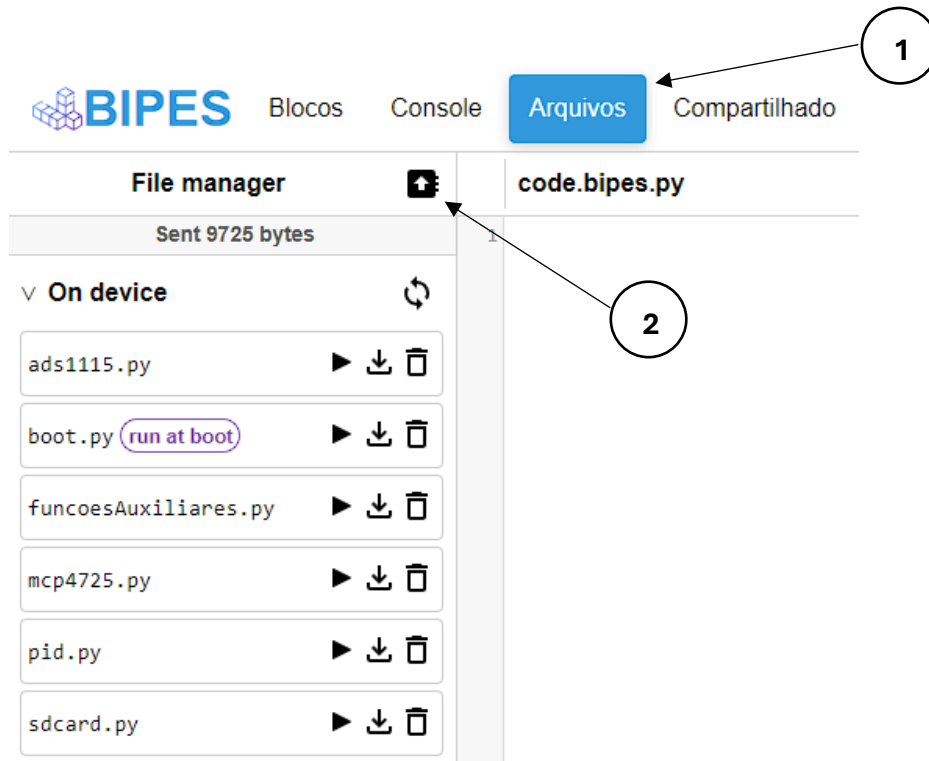 1
BIPES Blocos Console Arquivos Compartilhado
File manager code.bipes.py
Sent 9725 bytes 1
On device
2
ads1115.py
boot.py run at boot
funcoesAuxiliares.py
mcp4725.py
pid.py
sdcard.py